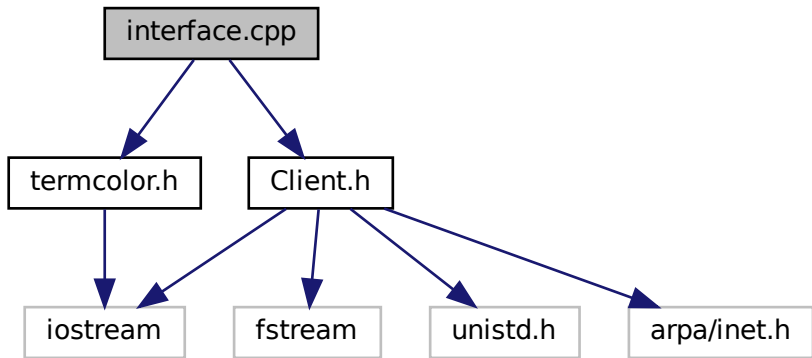 interface.cpp
termcolor.h
Client.h
iostream
fstream
unistd.h
arpa/inet.h